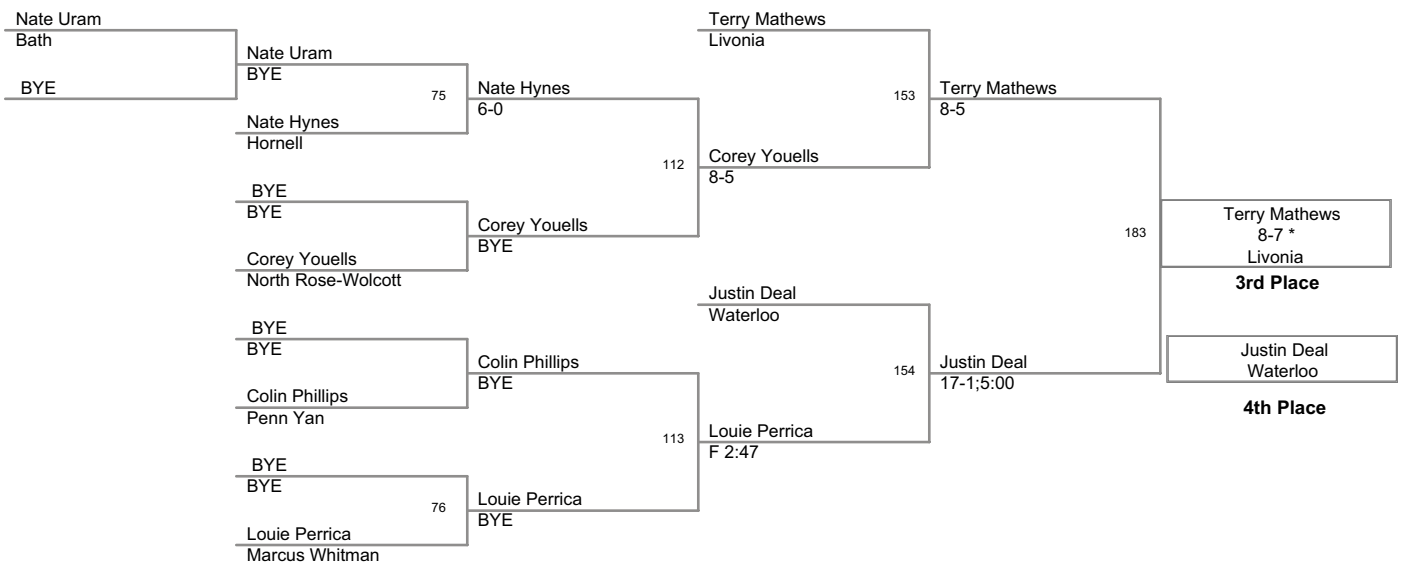 Nate Uram
Bath
BYE
Nate Uram
BYE
75
Nate Hynes
Hornell
Nate Hynes
6-0
BYE
BYE
Corey Youells
North Rose-Wolcott
Corey Youells
BYE
112
Terry Mathews
Livonia
Corey Youells
8-5
153
Terry Mathews
8-5
BYE
BYE
Colin Phillips
Penn Yan
Colin Phillips
BYE
BYE
BYE
76
Louie Perrica
Marcus Whitman
Louie Perrica
BYE
113
Justin Deal
Waterloo
Louie Perrica
F 2:47
154
Justin Deal
17-1;5:00
183
Terry Mathews
8-7 *
Livonia
3rd Place
Justin Deal
Waterloo
4th Place